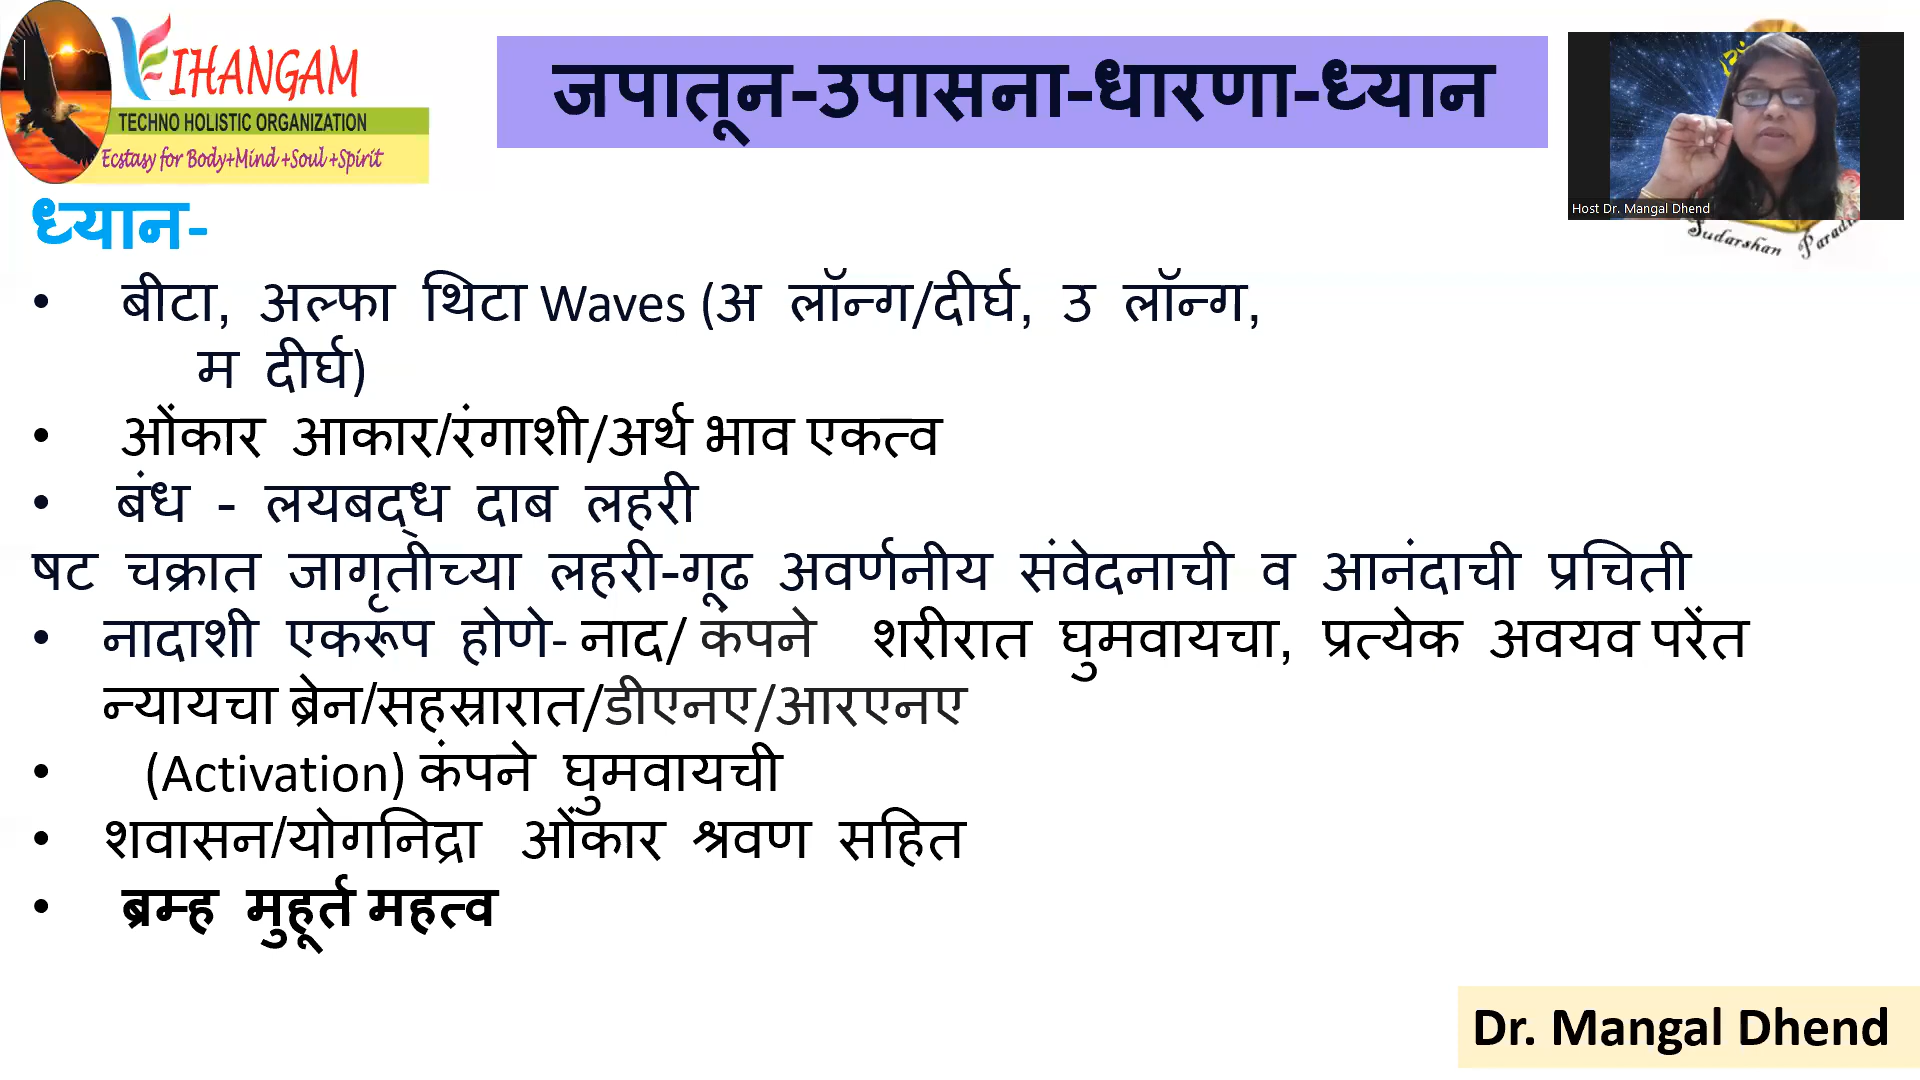 VIHANGAM
TECHNO HOLISTIC ORGANIZATION
Ecstasy for Body+Mind +Soul +Spirit
जपातून-उपासना-धारणा-ध्यान
Host Dr. Mangal Dhend
Sudarshan
ध्यान-
• बीटा, अल्फा थिटा Waves (अ लॉन्ग/दीर्घ, उ लॉन्ग,
म दीर्घ)
• ओंकार आकार/रंगाशी/अर्थ भाव एकत्व
• बंध - लयबद्ध दाब लहरी
षट चक्रात जागृतीच्या लहरी-गूढ अवर्णनीय संवेदनाची व आनंदाची प्रचिती
• नादाशी एकरूप होणे- नाद/ कंपने शरीरात घुमवायचा, प्रत्येक अवयव परेंत
न्यायचा ब्रेन/सहस्रारात/डीएनए/आरएनए
• (Activation) कंपने घुमवायची
• शवासन/योगनिद्रा ओंकार श्रवण सहित
• ब्रम्ह मुहूर्त महत्व
Dr. Mangal Dhend